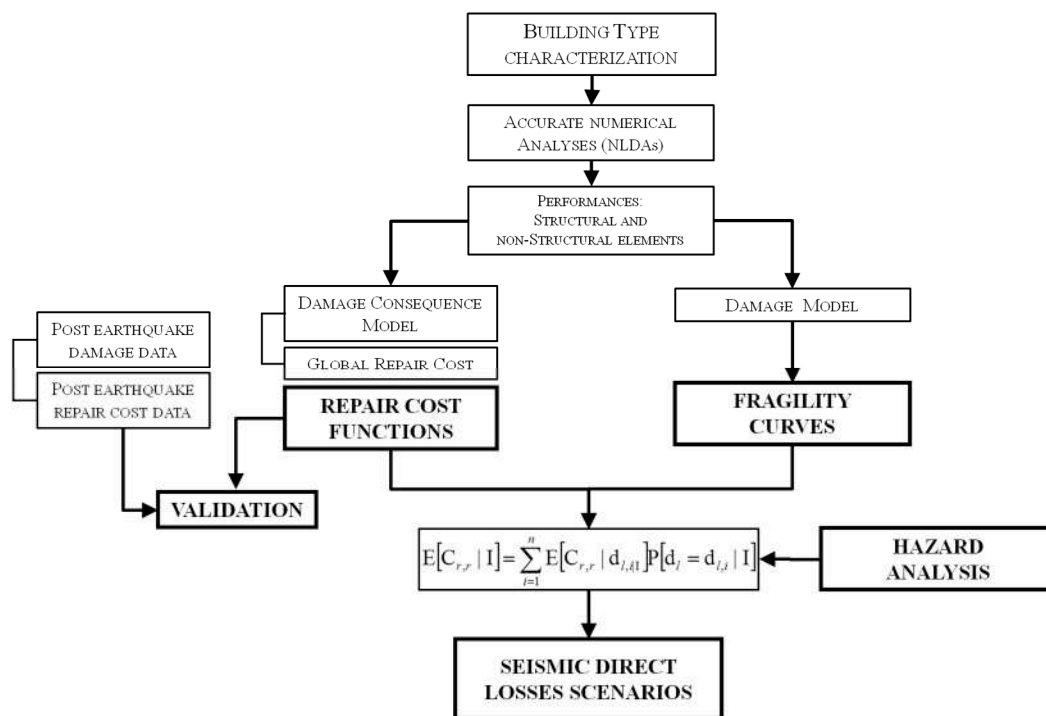 BUILDING TYPE
CHARACTERIZATION
ACCURATE NUMERICAL
ANALYSES (NLDAS)
PERFORMANCES:
STRUCTURAL AND
NON-STRUCTURAL ELEMENTS
DAMAGE CONSEQUENCE
MODEL
GLOBAL REPAIR COST
DAMAGE MODEL
POST EARTHQUAKE
DAMAGE DATA
POST EARTHQUAKE
REPAIR COST DATA
REPAIR COST
FUNCTIONS
FRAGILITY
CURVES
VALIDATION
E[C_{r,r} | I] = \sum_{i=1}^{n} E[C_{r,r} | d_{l,i|I}] P[d_l = d_{l,i} | I]
HAZARD
ANALYSIS
SEISMIC DIRECT
LOSSES SCENARIOS